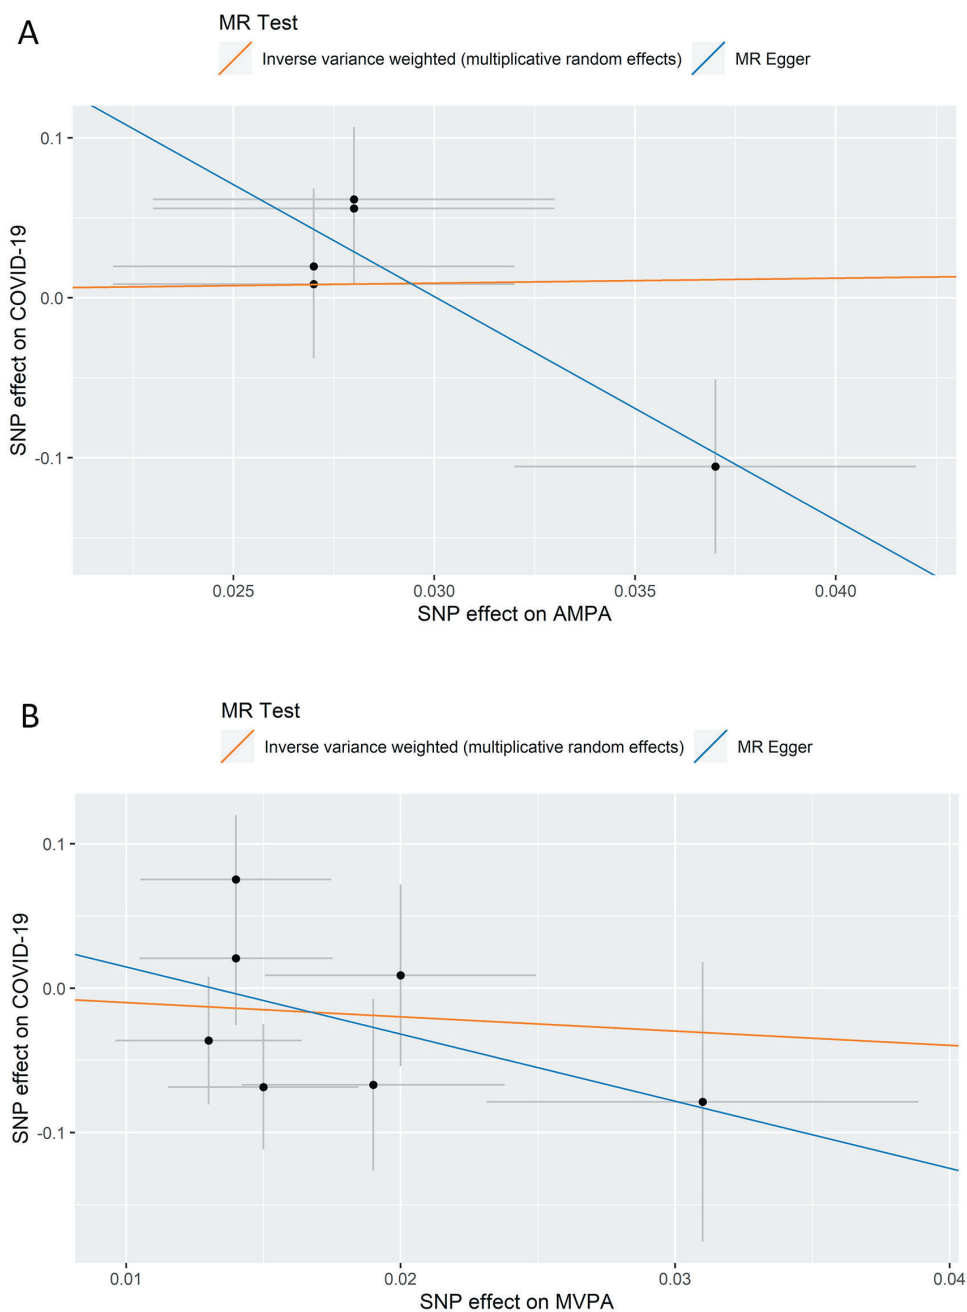 A
MR Test
Inverse variance weighted (multiplicative random effects) MR Egger
0.1
0.0
-0.1
SNP effect on COVID-19
0.025 0.030 0.035 0.040
SNP effect on AMPA
B
MR Test
Inverse variance weighted (multiplicative random effects) MR Egger
0.1
0.0
-0.1
SNP effect on COVID-19
0.01 0.02 0.03 0.04
SNP effect on MVPA